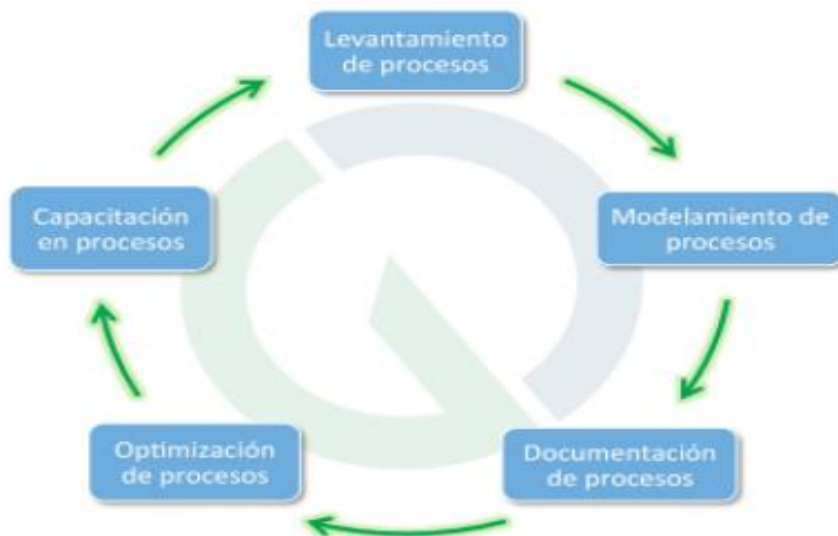 Levantamiento
de procesos
Modelamiento de
procesos
Documentación
de procesos
Optimización
de procesos
Capacitación
en procesos